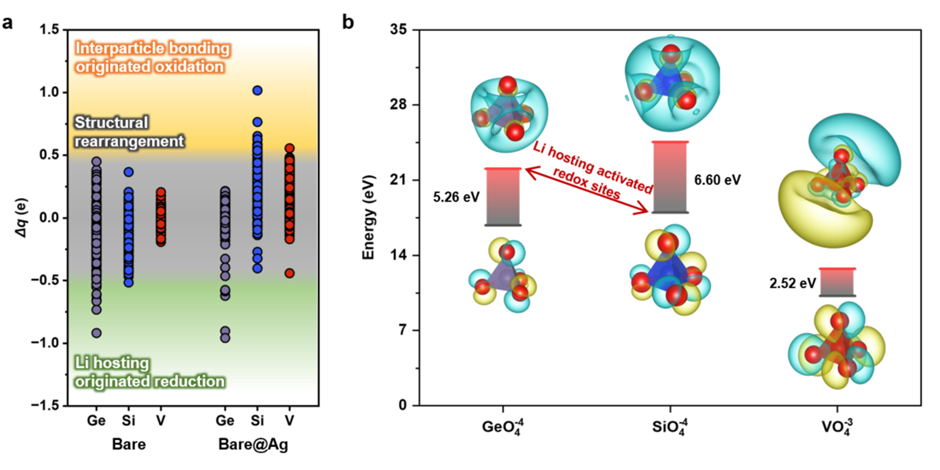 a
1.5
1.0
0.5
0.0
−0.5
−1.0
−1.5
Δq (e)
Interparticle bonding
originated oxidation
Structural
rearrangement
Li hosting
originated reduction
Ge Si V Ge Si V
Bare Bare@Ag
b
35
28
21
14
7
0
Energy (eV)
5.26 eV
Li hosting activated
redox sites
6.60 eV
2.52 eV
GeO₄⁻⁴ SiO₄⁻⁴ VO₄⁻³